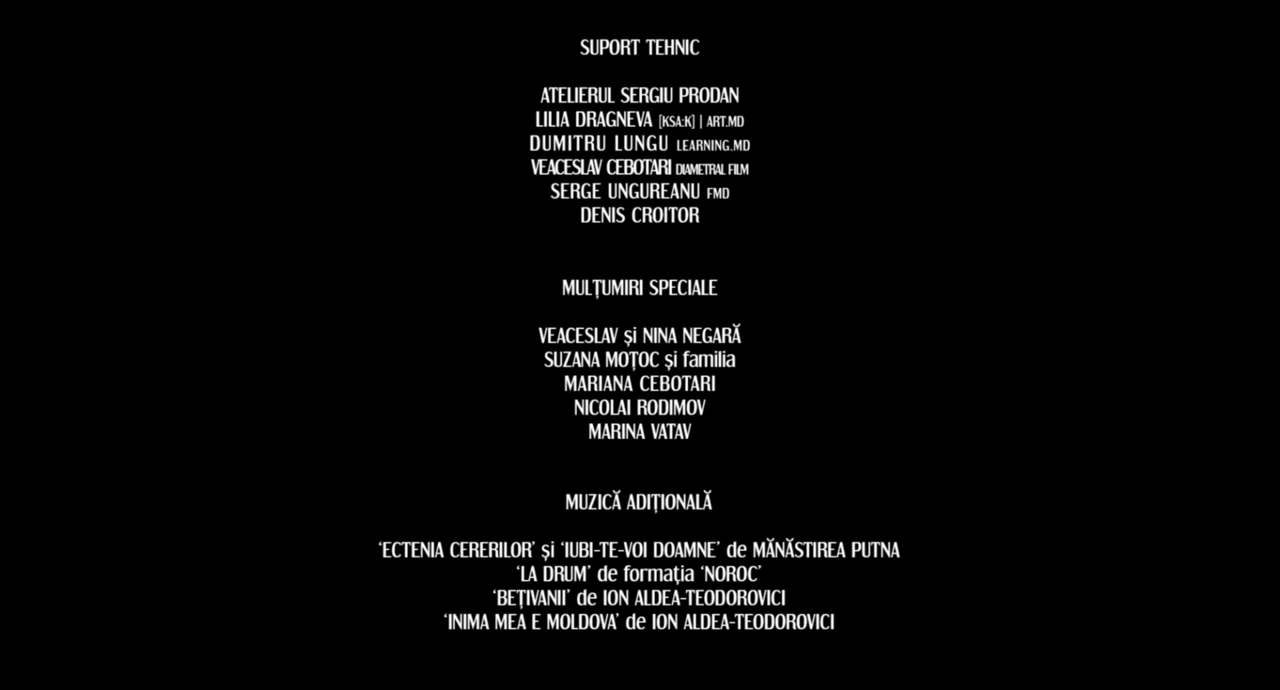 SUPORT TEHNIC
ATELIERUL SERGIU PRODAN
LILIA DRAGNEVA [KSA:K] | ART.MD
DUMITRU LUNGU LEARNING.MD
VEACESLAV CEBOTARI DIAMETRAL FILM
SERGE UNGUREANU FMD
DENIS CROITOR
MULȚUMIRI SPECIALE
VEACESLAV și NINA NEGARĂ
SUZANA MOȚOC și familia
MARIANA CEBOTARI
NICOLAI RODIMOV
MARINA VATAV
MUZICĂ ADIȚIONALĂ
‘ECTENIA CERERILOR’ și ‘IUBI-TE-VOI DOAMNE’ de MĂNĂSTIREA PUTNA
‘LA DRUM’ de formația ‘NOROC’
‘BEȚIVANII’ de ION ALDEA-TEODOROVICI
‘INIMA MEA E MOLDOVA’ de ION ALDEA-TEODOROVICI